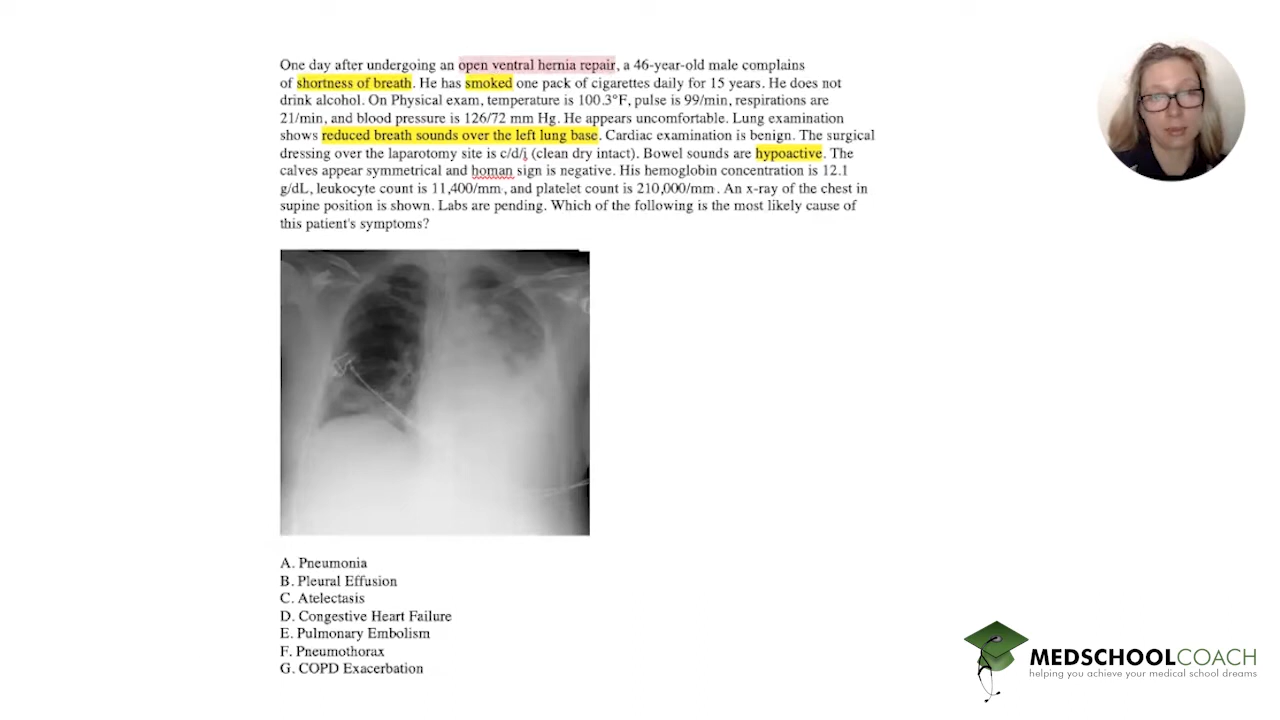 One day after undergoing an open ventral hernia repair, a 46-year-old male complains
of shortness of breath. He has smoked one pack of cigarettes daily for 15 years. He does not
drink alcohol. On Physical exam, temperature is 100.3°F, pulse is 99/min, respirations are
21/min, and blood pressure is 126/72 mm Hg. He appears uncomfortable. Lung examination
shows reduced breath sounds over the left lung base. Cardiac examination is benign. The surgical
dressing over the laparotomy site is c/d/i (clean dry intact). Bowel sounds are hypoactive. The
calves appear symmetrical and homan sign is negative. His hemoglobin concentration is 12.1
g/dL, leukocyte count is 11,400/mm, and platelet count is 210,000/mm. An x-ray of the chest in
supine position is shown. Labs are pending. Which of the following is the most likely cause of
this patient's symptoms?
A. Pneumonia
B. Pleural Effusion
C. Atelectasis
D. Congestive Heart Failure
E. Pulmonary Embolism
F. Pneumothorax
G. COPD Exacerbation
MEDSCHOOLCOACH
helping you achieve your medical school dreams